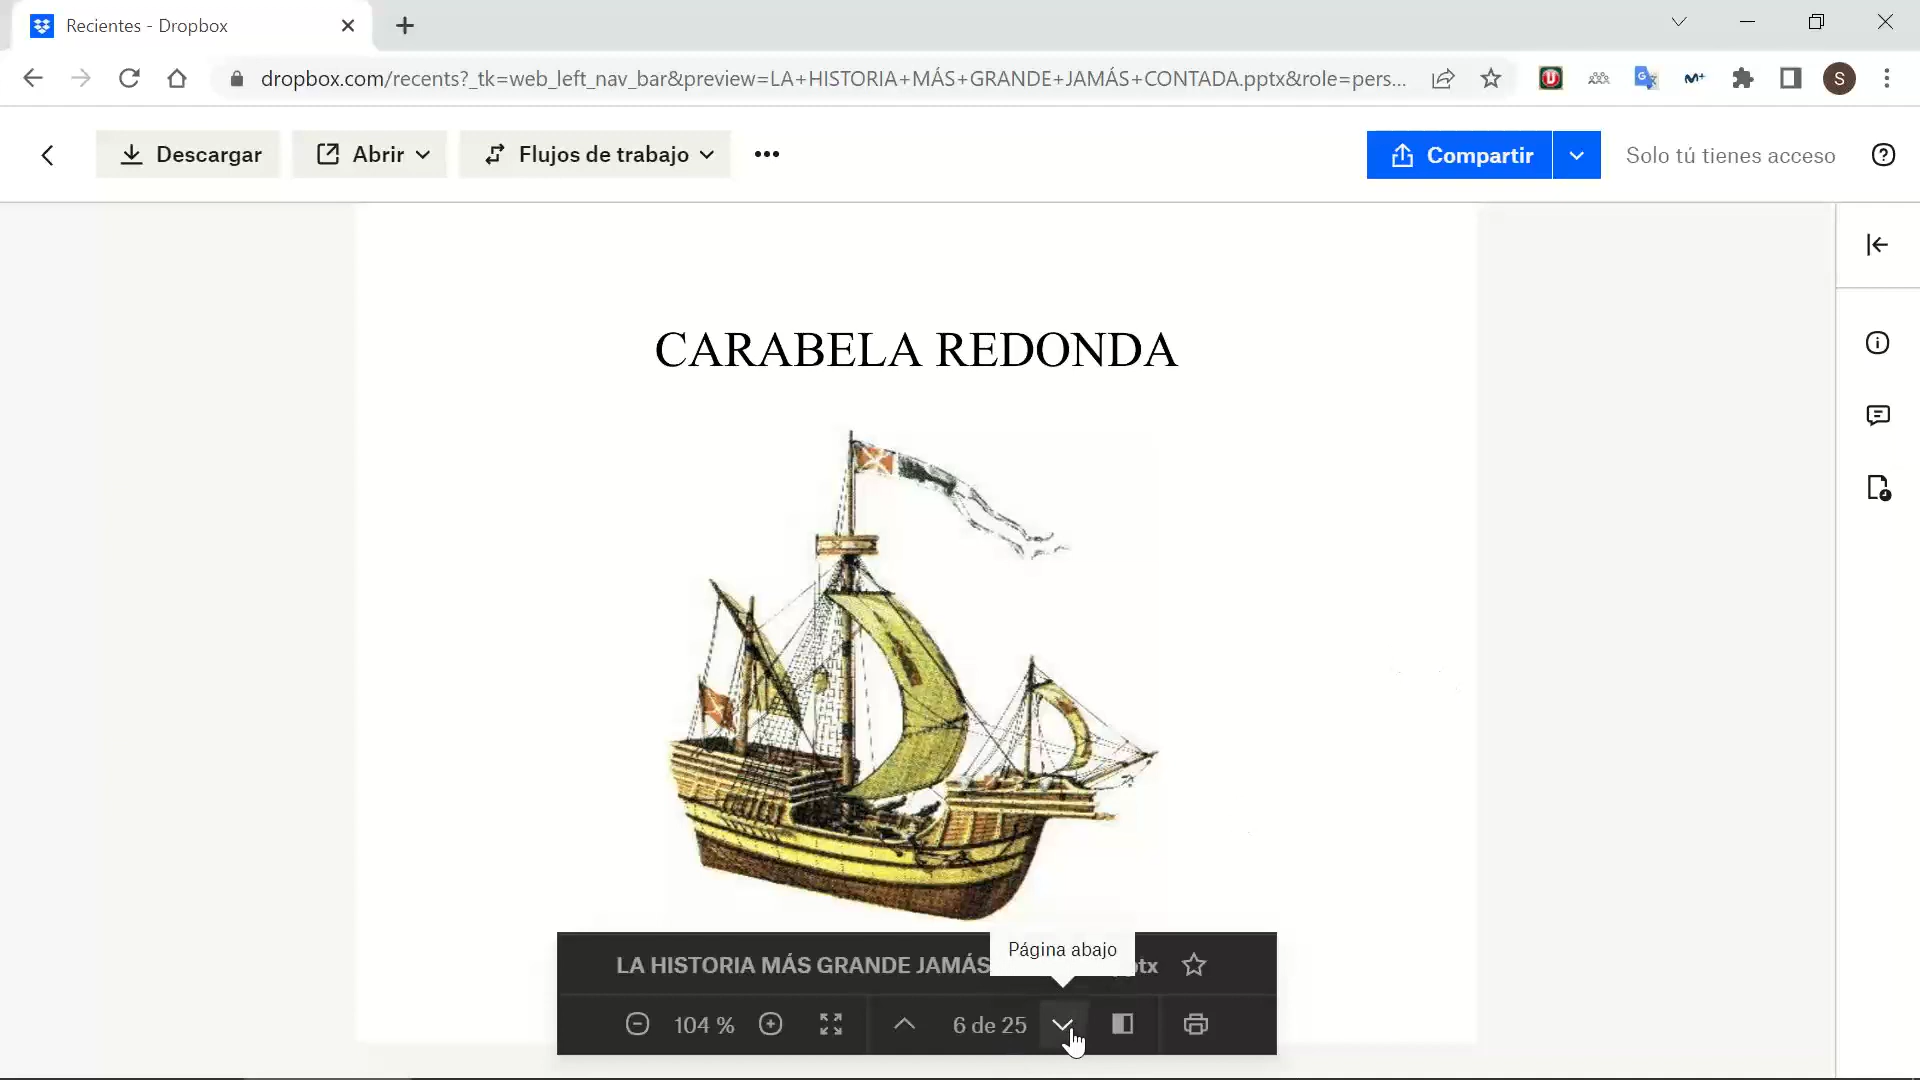 Recientes - Dropbox
dropbox.com/recents?_tk=web_left_nav_bar&preview=LA+HISTORIA+MÁS+GRANDE+JAMÁS+CONTADA.pptx&role=pers...
S
Descargar
Abrir
Flujos de trabajo
Compartir
Solo tú tienes acceso
CARABELA REDONDA
Página abajo
LA HISTORIA MÁS GRANDE JAMÁS
ptx
104 %
6 de 25